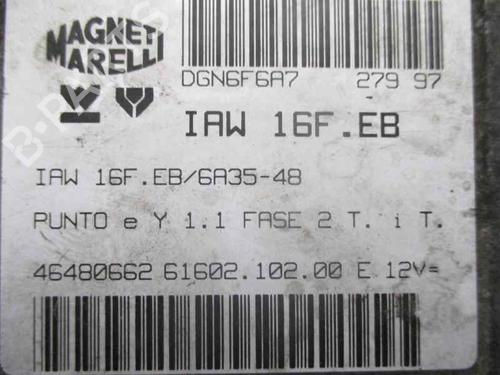 MAGNETI
MARELLI
DGN6F6A7 279 97
IAW 16F.EB
IAW 16F.EB/6A35-48
PUNTO e Y 1.1 FASE 2 T. i T.
46480662 61602.102.00 E 12V=